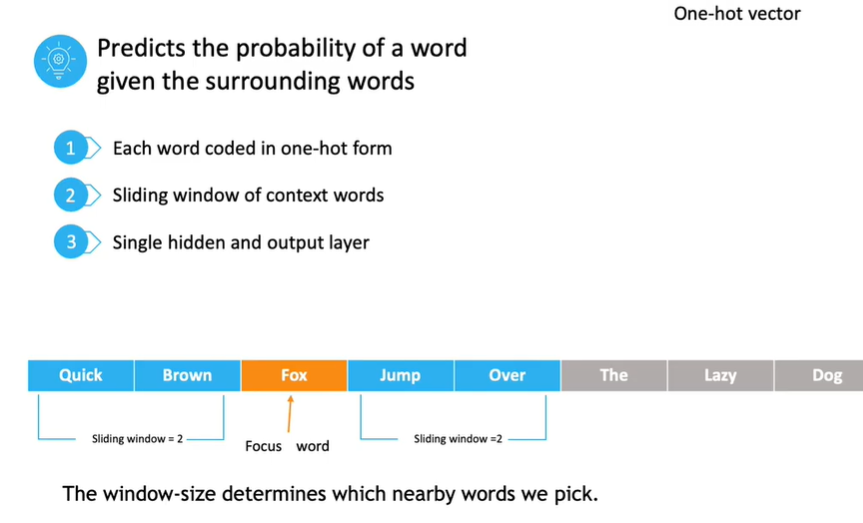 One-hot vector
Predicts the probability of a word
given the surrounding words
1 Each word coded in one-hot form
2 Sliding window of context words
3 Single hidden and output layer
Quick Brown Fox Jump Over The Lazy Dog
Sliding window = 2 Sliding window =2
Focus word
The window-size determines which nearby words we pick.